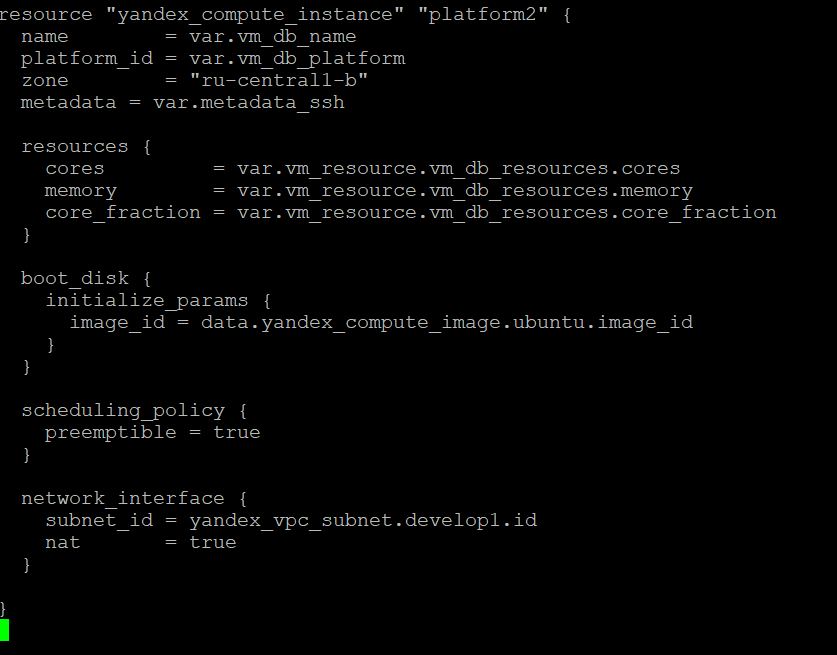 resource "yandex_compute_instance" "platform2" {
  name        = var.vm_db_name
  platform_id = var.vm_db_platform
  zone        = "ru-central1-b"
  metadata = var.metadata_ssh
  resources {
    cores         = var.vm_resource.vm_db_resources.cores
    memory        = var.vm_resource.vm_db_resources.memory
    core_fraction = var.vm_resource.vm_db_resources.core_fraction
  }
  boot_disk {
    initialize_params {
      image_id = data.yandex_compute_image.ubuntu.image_id
    }
  }
  scheduling_policy {
    preemptible = true
  }
  network_interface {
    subnet_id = yandex_vpc_subnet.develop1.id
    nat       = true
  }
}